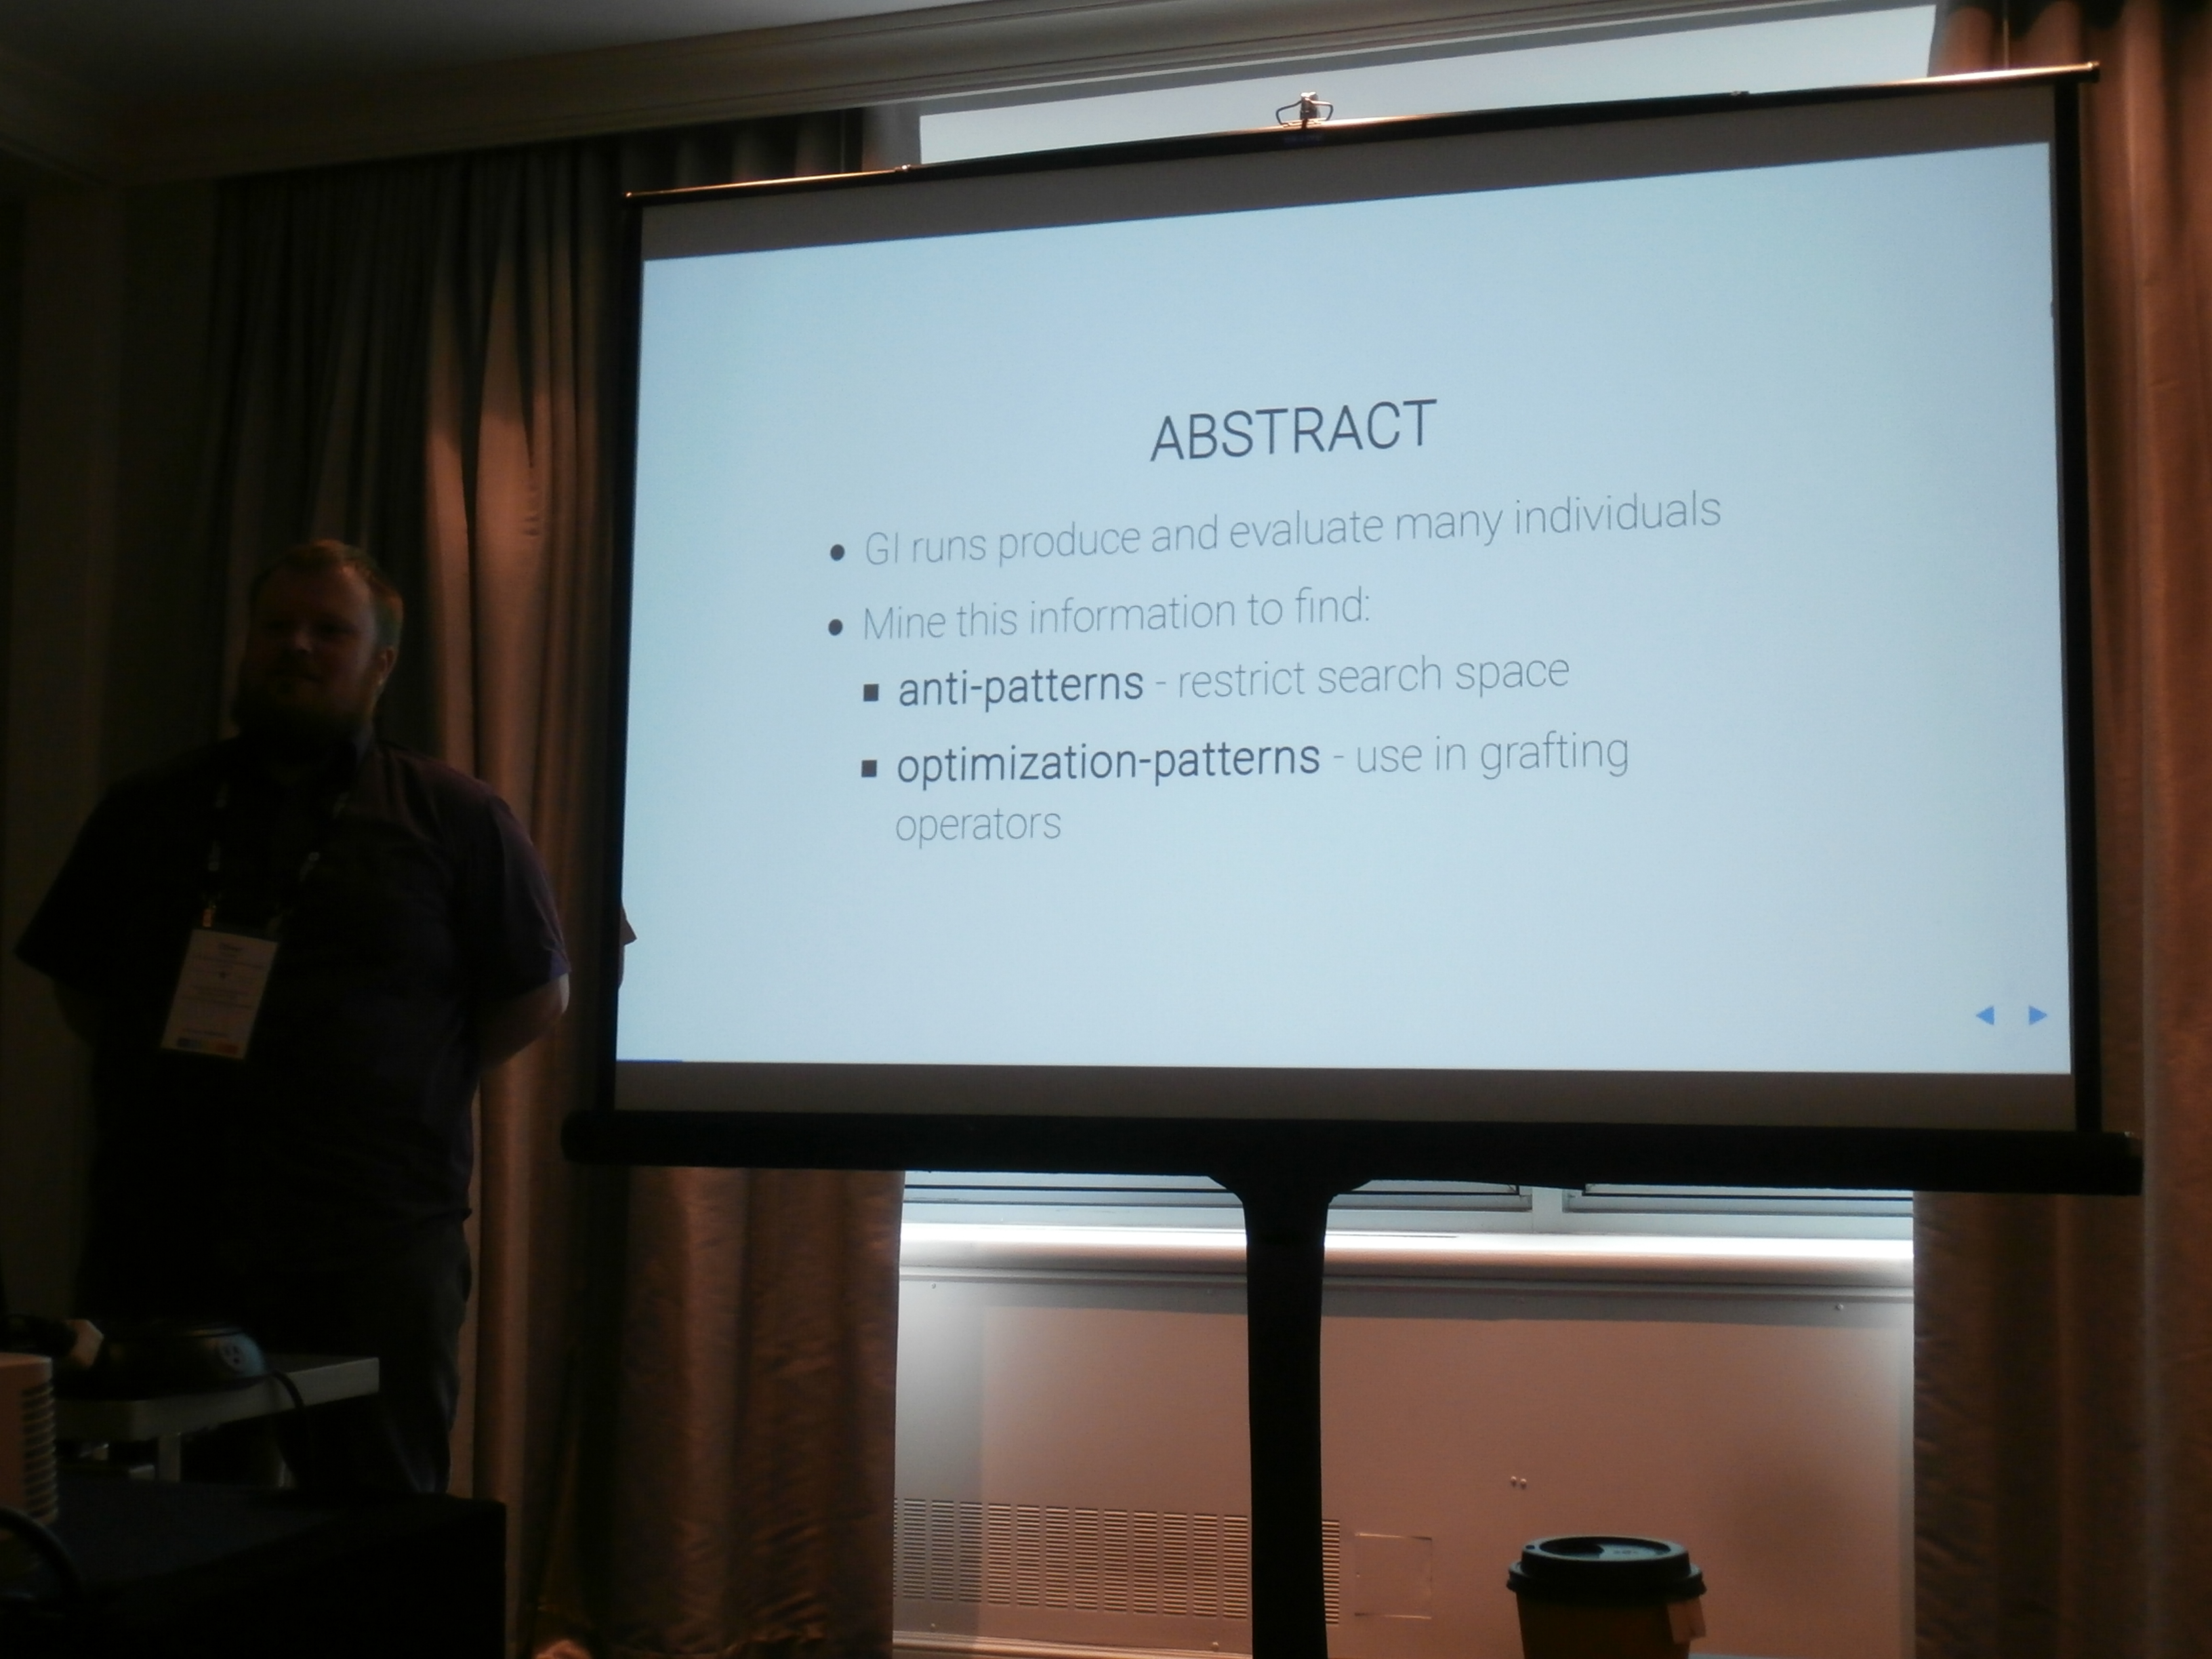 ABSTRACT
GI runs produce and evaluate many individuals
Mine this information to find:
anti-patterns - restrict search space
optimization-patterns - use in grafting
operators